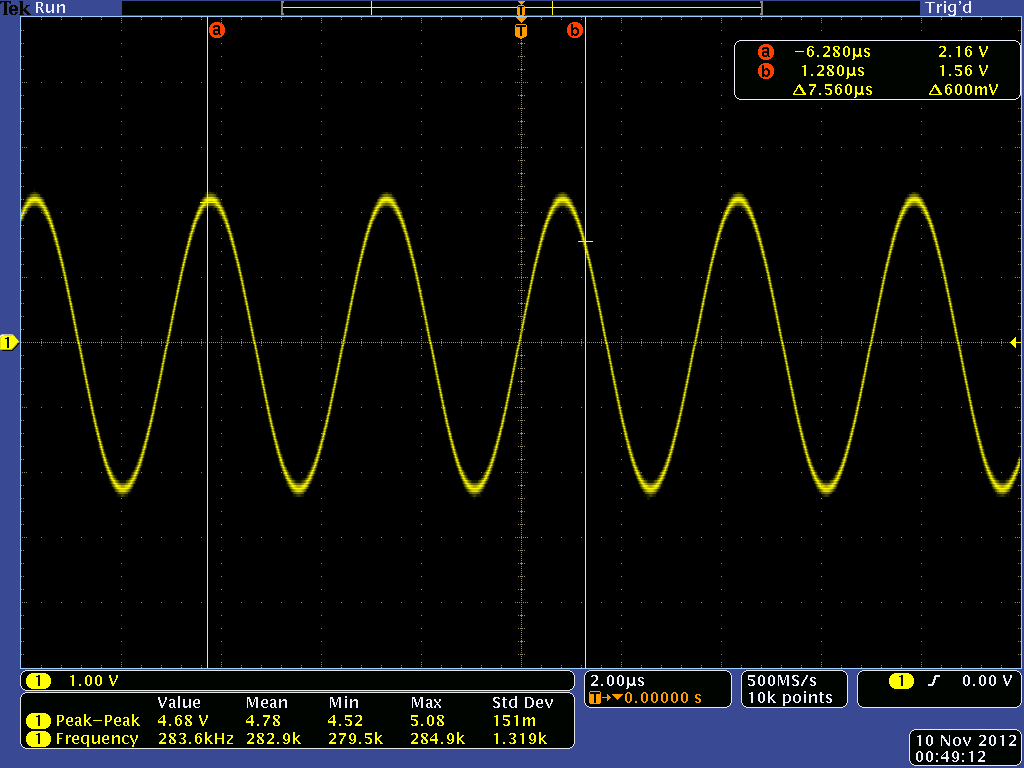 Tek Run Trig'd
T
a T b
a −6.280µs 2.16 V
b 1.280µs 1.56 V
Δ7.560µs Δ600mV
1
1 1.00 V
2.00µs
T→▼0.00000 s
500MS/s
10k points
1 0.00 V
Value Mean Min Max Std Dev
1 Peak−Peak 4.68 V 4.78 4.52 5.08 151m
1 Frequency 283.6kHz 282.9k 279.5k 284.9k 1.319k
10 Nov 2012
00:49:12